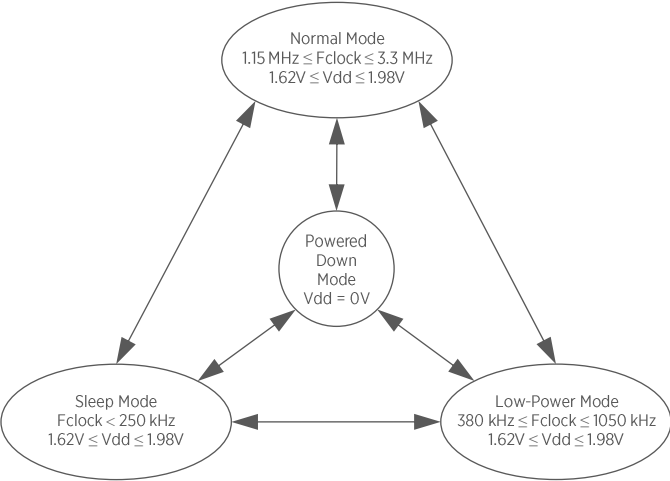 Normal Mode
1.15 MHz ≤ Fclock ≤ 3.3 MHz
1.62V ≤ Vdd ≤ 1.98V
Powered
Down
Mode
Vdd = 0V
Sleep Mode
Fclock < 250 kHz
1.62V ≤ Vdd ≤ 1.98V
Low-Power Mode
380 kHz ≤ Fclock ≤ 1050 kHz
1.62V ≤ Vdd ≤ 1.98V